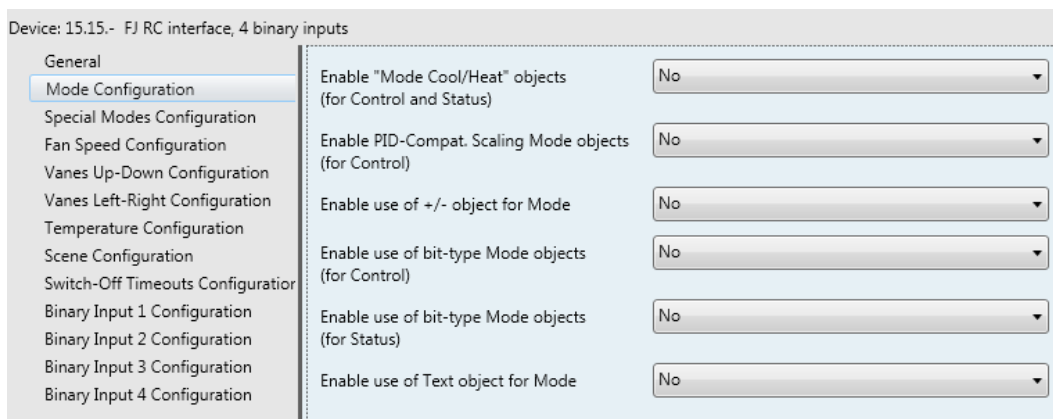 Device: 15.15.- FJ RC interface, 4 binary inputs
General
Mode Configuration
Special Modes Configuration
Fan Speed Configuration
Vanes Up-Down Configuration
Vanes Left-Right Configuration
Temperature Configuration
Scene Configuration
Switch-Off Timeouts Configuration
Binary Input 1 Configuration
Binary Input 2 Configuration
Binary Input 3 Configuration
Binary Input 4 Configuration
Enable "Mode Cool/Heat" objects
(for Control and Status)
No
Enable PID-Compat. Scaling Mode objects
(for Control)
No
Enable use of +/- object for Mode
No
Enable use of bit-type Mode objects
(for Control)
No
Enable use of bit-type Mode objects
(for Status)
No
Enable use of Text object for Mode
No